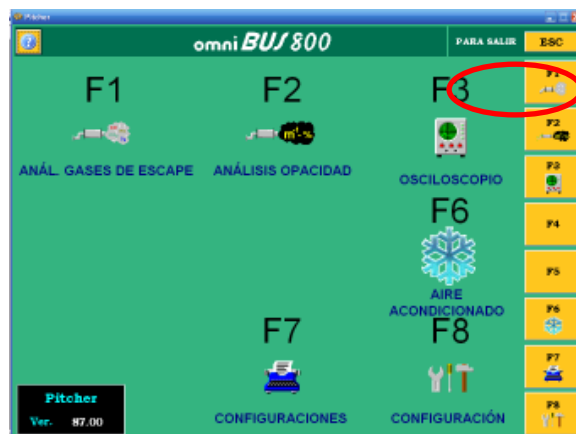 Pitcher
omniBUS 800
PARA SALIR
ESC
F1
F2
F3
ANÁL. GASES DE ESCAPE
ANÁLISIS OPACIDAD
m⁻¹-%
OSCILOSCOPIO
F6
AIRE
ACONDICIONADO
F7
F8
CONFIGURACIONES
CONFIGURACIÓN
Pitcher
Ver. 87.00
F1
F2
F3
F4
F5
F6
F7
F8